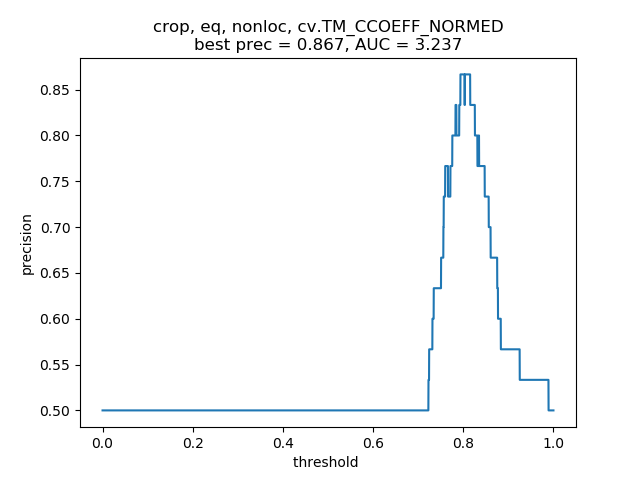 crop, eq, nonloc, cv.TM_CCOEFF_NORMED
best prec = 0.867, AUC = 3.237
0.85
0.80
0.75
0.70
0.65
0.60
0.55
0.50
precision
0.0 0.2 0.4 0.6 0.8 1.0
threshold